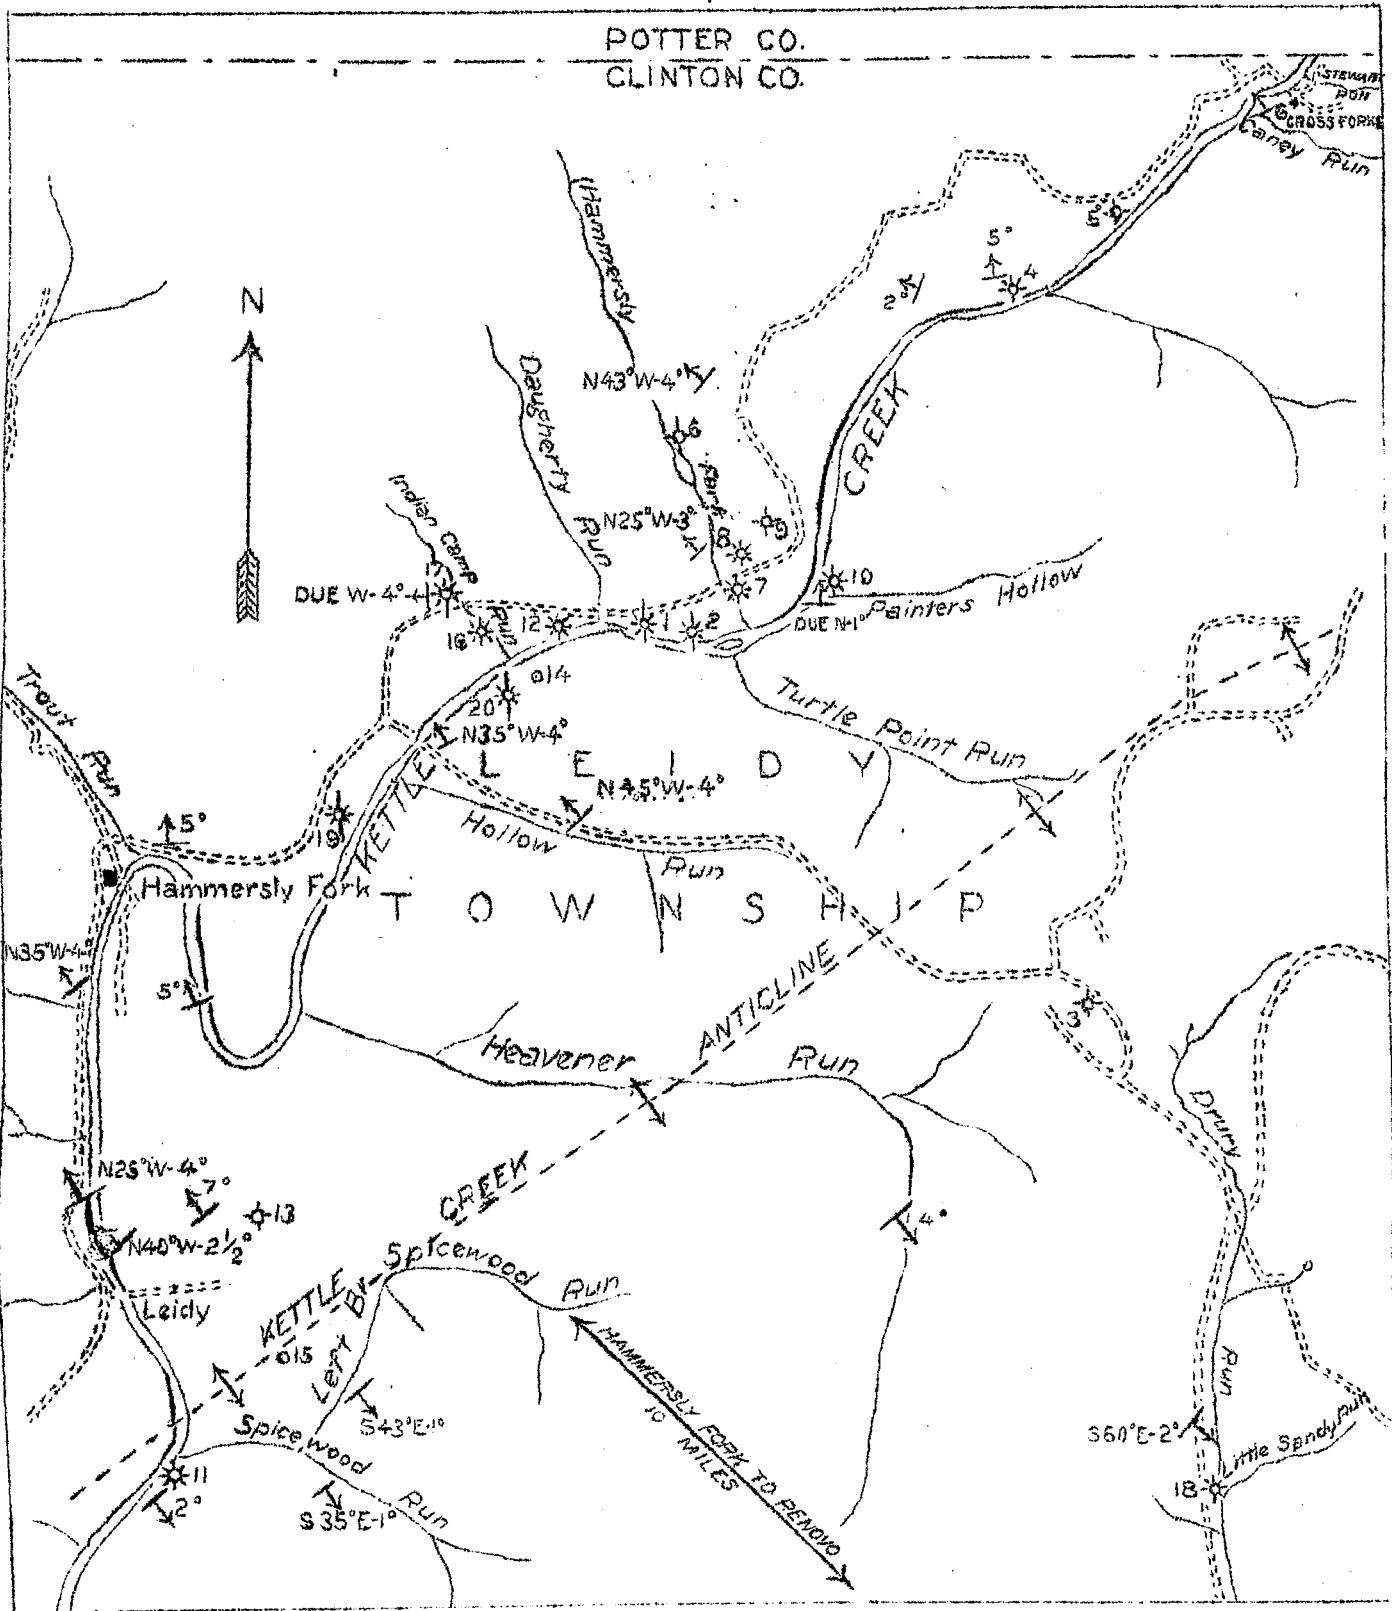 POTTER CO.
CLINTON CO.
STEWART
RUN
CROSS FORK
Caney Run
5
5°
4
2°
N
Hammersly
Fork
N43°W-4°
6
CREEK
Daugherty
Run
Indian Camp
Run
N25°W-3°
8
9
7
10
DUE W-4°
17
16
12
1
2
DUE N-1°
Painters Hollow
014
20
N35°W-4°
Trout
Run
Turtle Point Run
LEIDY
N45°W-4°
Hollow
Run
5°
19
KETTLE
Hammersly Fork
TOWNSHIP
N35°W-4°
5°
3
ANTICLINE
Heavener Run
Drury
Run
N25°W-4°
7°
13
N40°W-2½°
CREEK
4°
Leidy
KETTLE
Left Br. Spicewood Run
015
HAMMERSLY FORK TO RENOVO
10
MILES
S43°E-1°
Spicewood
Run
11
2°
S35°E-1°
S60°E-2°
Little Sandy Run
18